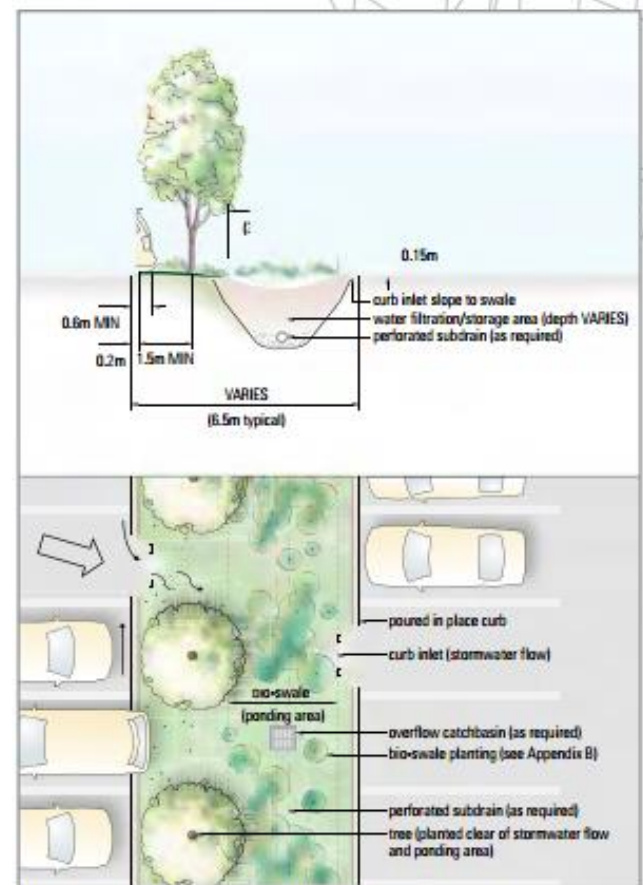 0.15m
curb inlet slope to swale
water filtration/storage area (depth VARIES)
perforated subdrain (as required)
0.6m MIN
0.2m
1.5m MIN
VARIES
(6.5m typical)
poured in place curb
curb inlet (stormwater flow)
bio•swale
(ponding area)
overflow catchbasin (as required)
bio•swale planting (see Appendix B)
perforated subdrain (as required)
tree (planted clear of stormwater flow
and ponding area)